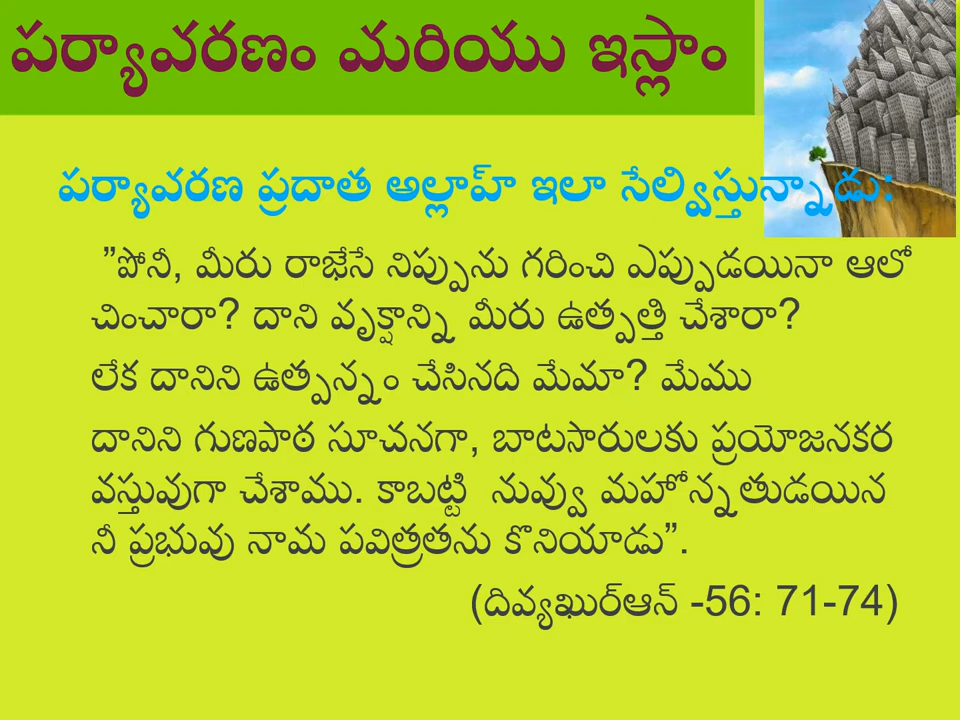 పర్యావరణం మరియు ఇస్లాం
పర్యావరణ ప్రదాత అల్లాహ్ ఇలా సేల్విస్తున్నాడు:
”పోనీ, మీరు రాభేసే నిప్పును గరించి ఎప్పుడయినా ఆలో
చించారా? దాని వృక్షాన్ని మీరు ఉత్పత్తి చేశారా?
లేక దానిని ఉత్పన్నం చేసినది మేమా? మేము
దానిని గుణపాఠ సూచనగా, బాటసారులకు ప్రయోజనకర
వస్తువుగా చేశాము. కాబట్టి నువ్వు మహోన్నతుడయిన
నీ ప్రభువు నామ పవిత్రతను కొనియాడు”.
(దివ్యఖుర్ఆన్ -56: 71-74)